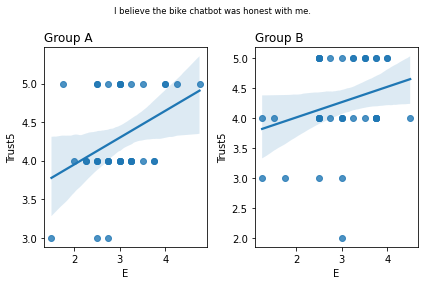 I believe the bike chatbot was honest with me.
Group A
Group B
5.0
4.5
4.0
3.5
3.0
Trust5
2
3
4
E
5.0
4.5
4.0
3.5
3.0
2.5
2.0
Trust5
2
3
4
E